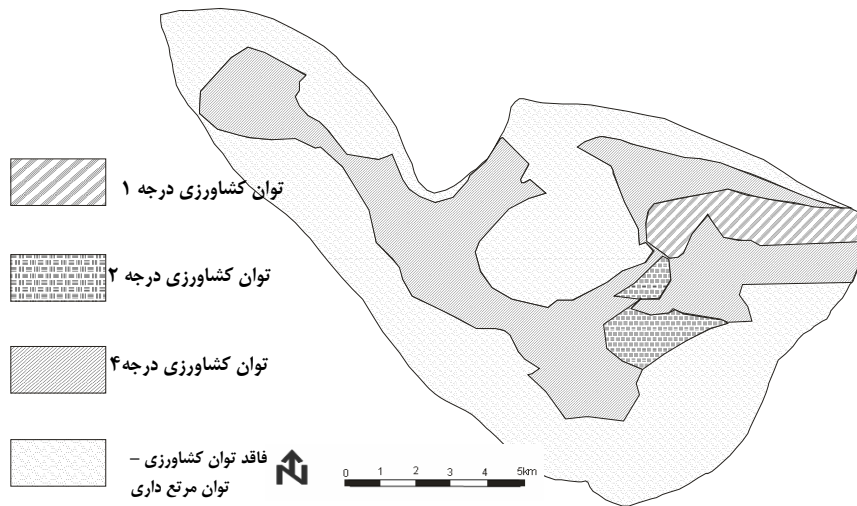 توان کشاورزی درجه ۱
توان کشاورزی درجه ۲
توان کشاورزی درجه۴
فاقد توان کشاورزی –
توان مرتع داری
N
0 1 2 3 4 5km